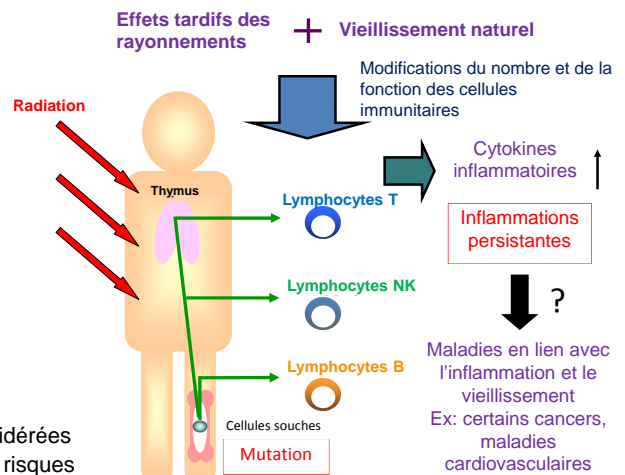 Effets tardifs des
rayonnements
+
Vieillissement naturel
Modifications du nombre et de la
fonction des cellules
immunitaires
Radiation
Thymus
Lymphocytes T
Cytokines
inflammatoires
Inflammations
persistantes
Lymphocytes NK
?
Lymphocytes B
Maladies en lien avec
l'inflammation et le
vieillissement
Ex: certains cancers,
maladies
cardiovasculaires
Cellules souches
Mutation
idérées
risques